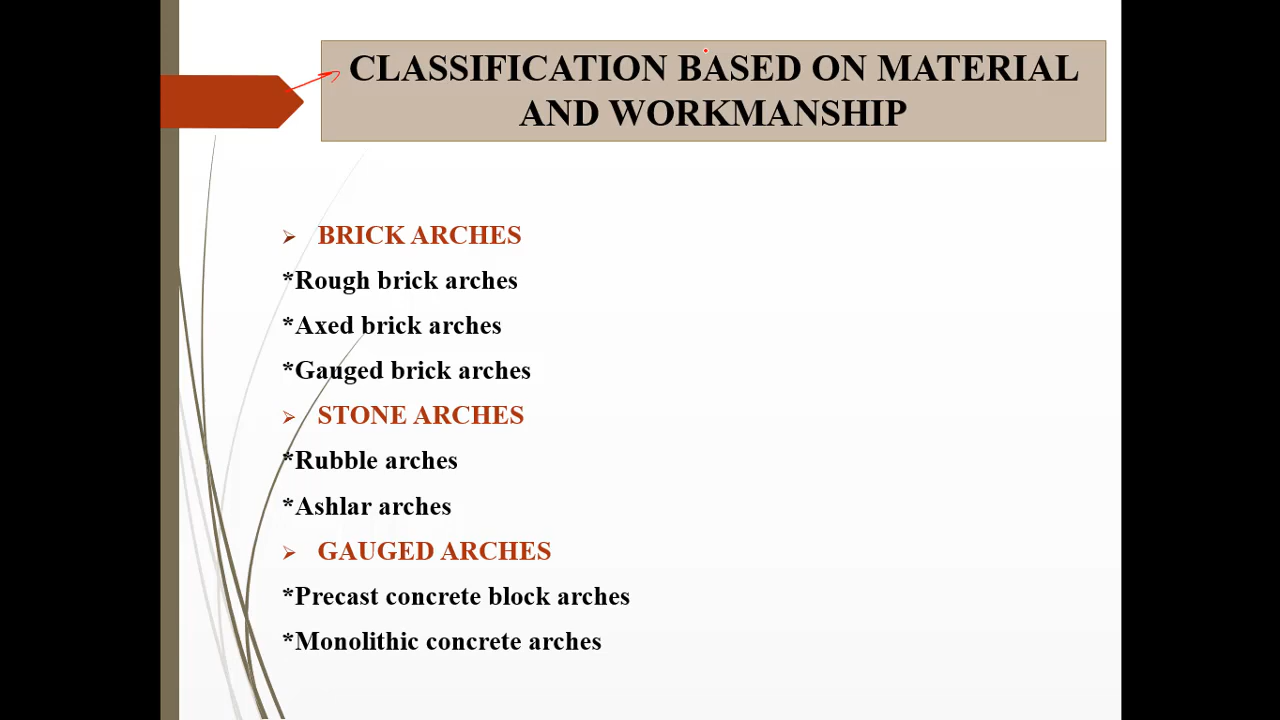 CLASSIFICATION BASED ON MATERIAL
AND WORKMANSHIP
BRICK ARCHES
*Rough brick arches
*Axed brick arches
*Gauged brick arches
STONE ARCHES
*Rubble arches
*Ashlar arches
GAUGED ARCHES
*Precast concrete block arches
*Monolithic concrete arches